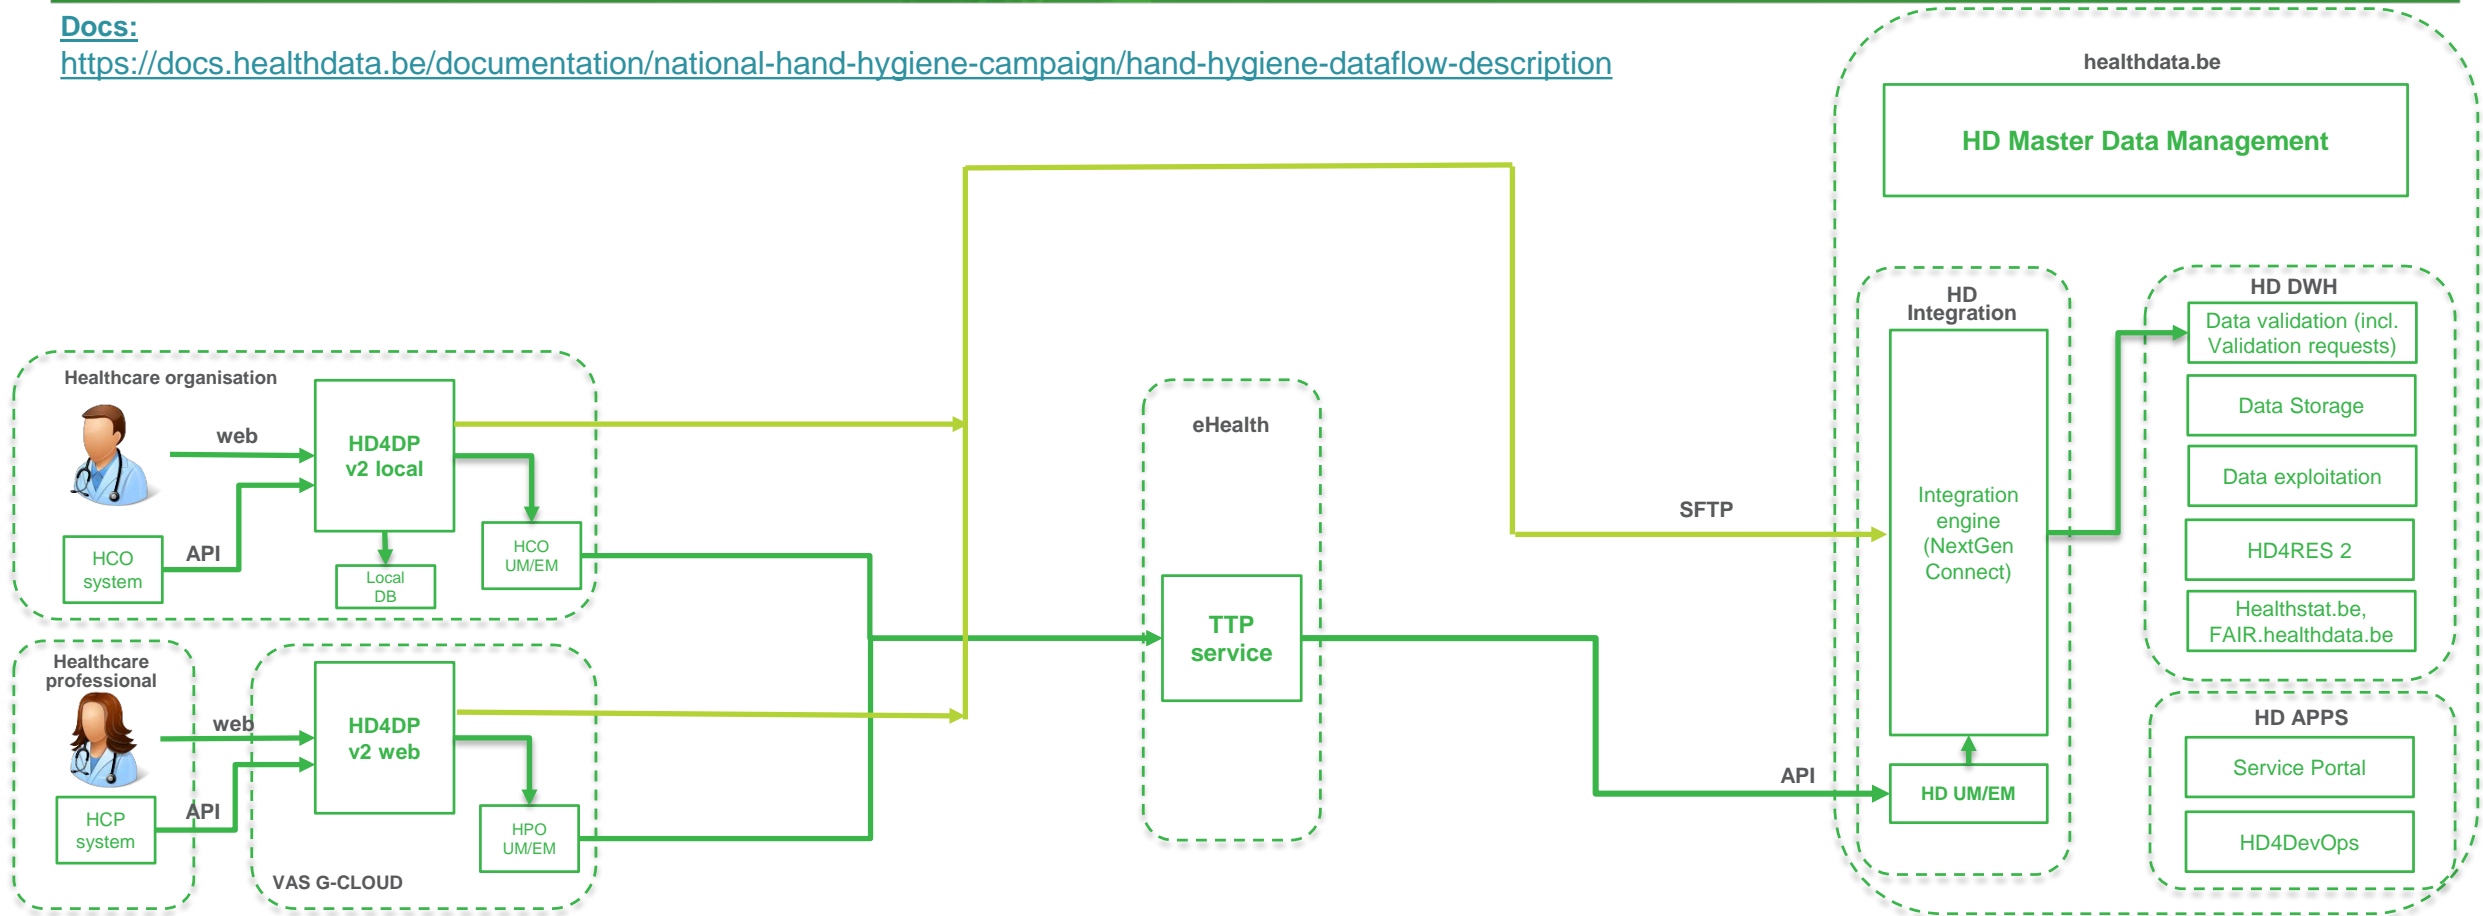 Docs:
https://docs.healthdata.be/documentation/national-hand-hygiene-campaign/hand-hygiene-dataflow-description
healthdata.be
HD Master Data Management
HD
Integration
Integration
engine
(NextGen
Connect)
HD UM/EM
HD DWH
Data validation (incl.
Validation requests)
Data Storage
Data exploitation
HD4RES 2
Healthstat.be,
FAIR.healthdata.be
HD APPS
Service Portal
HD4DevOps
Healthcare organisation
web
HD4DP
v2 local
API
HCO
system
Local
DB
HCO
UM/EM
Healthcare
professional
web
HD4DP
v2 web
API
HCP
system
HPO
UM/EM
VAS G-CLOUD
eHealth
TTP
service
SFTP
API